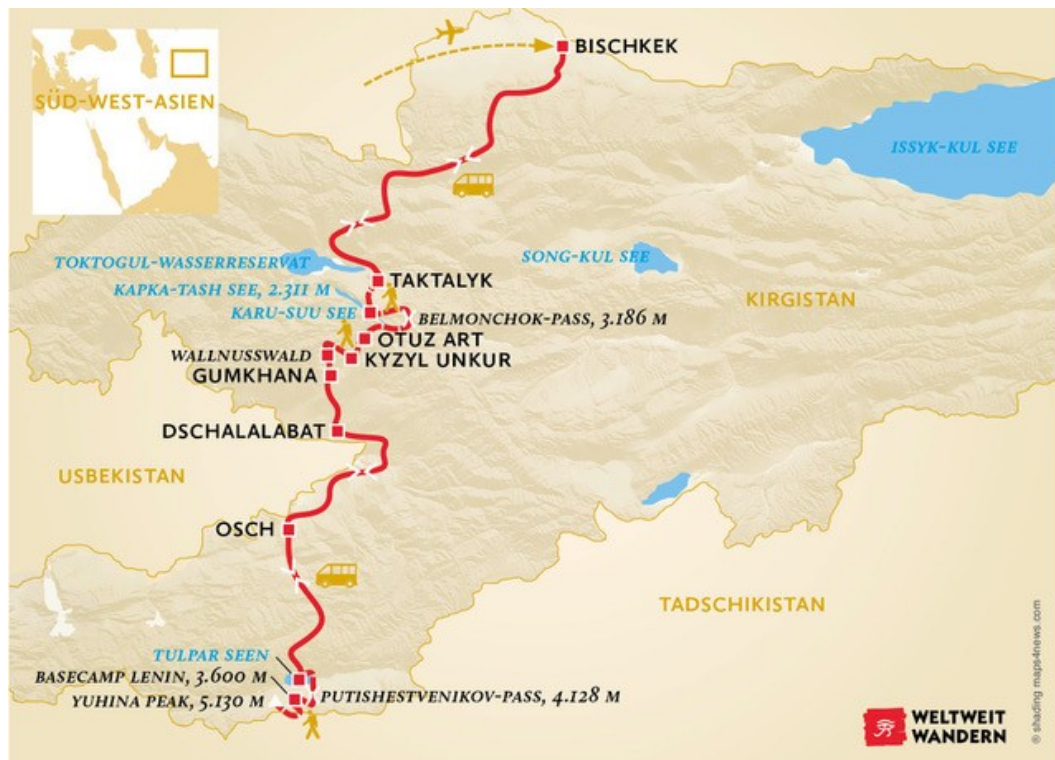 BISCHKEK
SÜD-WEST-ASIEN
ISSYK-KUL SEE
TOKTOGUL-WASSERRESERVAT
SONG-KUL SEE
TAKTALYK
KAPKA-TASH SEE, 2.311 M
KIRGISTAN
KARU-SUU SEE
BELMONCHOK-PASS, 3.186 M
OTUZ ART
WALLNUSSWALD
KYZYL UNKUR
GUMKHANA
DSCHALALABAT
USBEKISTAN
OSCH
TADSCHIKISTAN
TULPAR SEEN
BASECAMP LENIN, 3.600 M
YUHINA PEAK, 5.130 M
PUTISHESTVENIKOV-PASS, 4.128 M
WELTWEIT
WANDERN
© shading maps4news.com